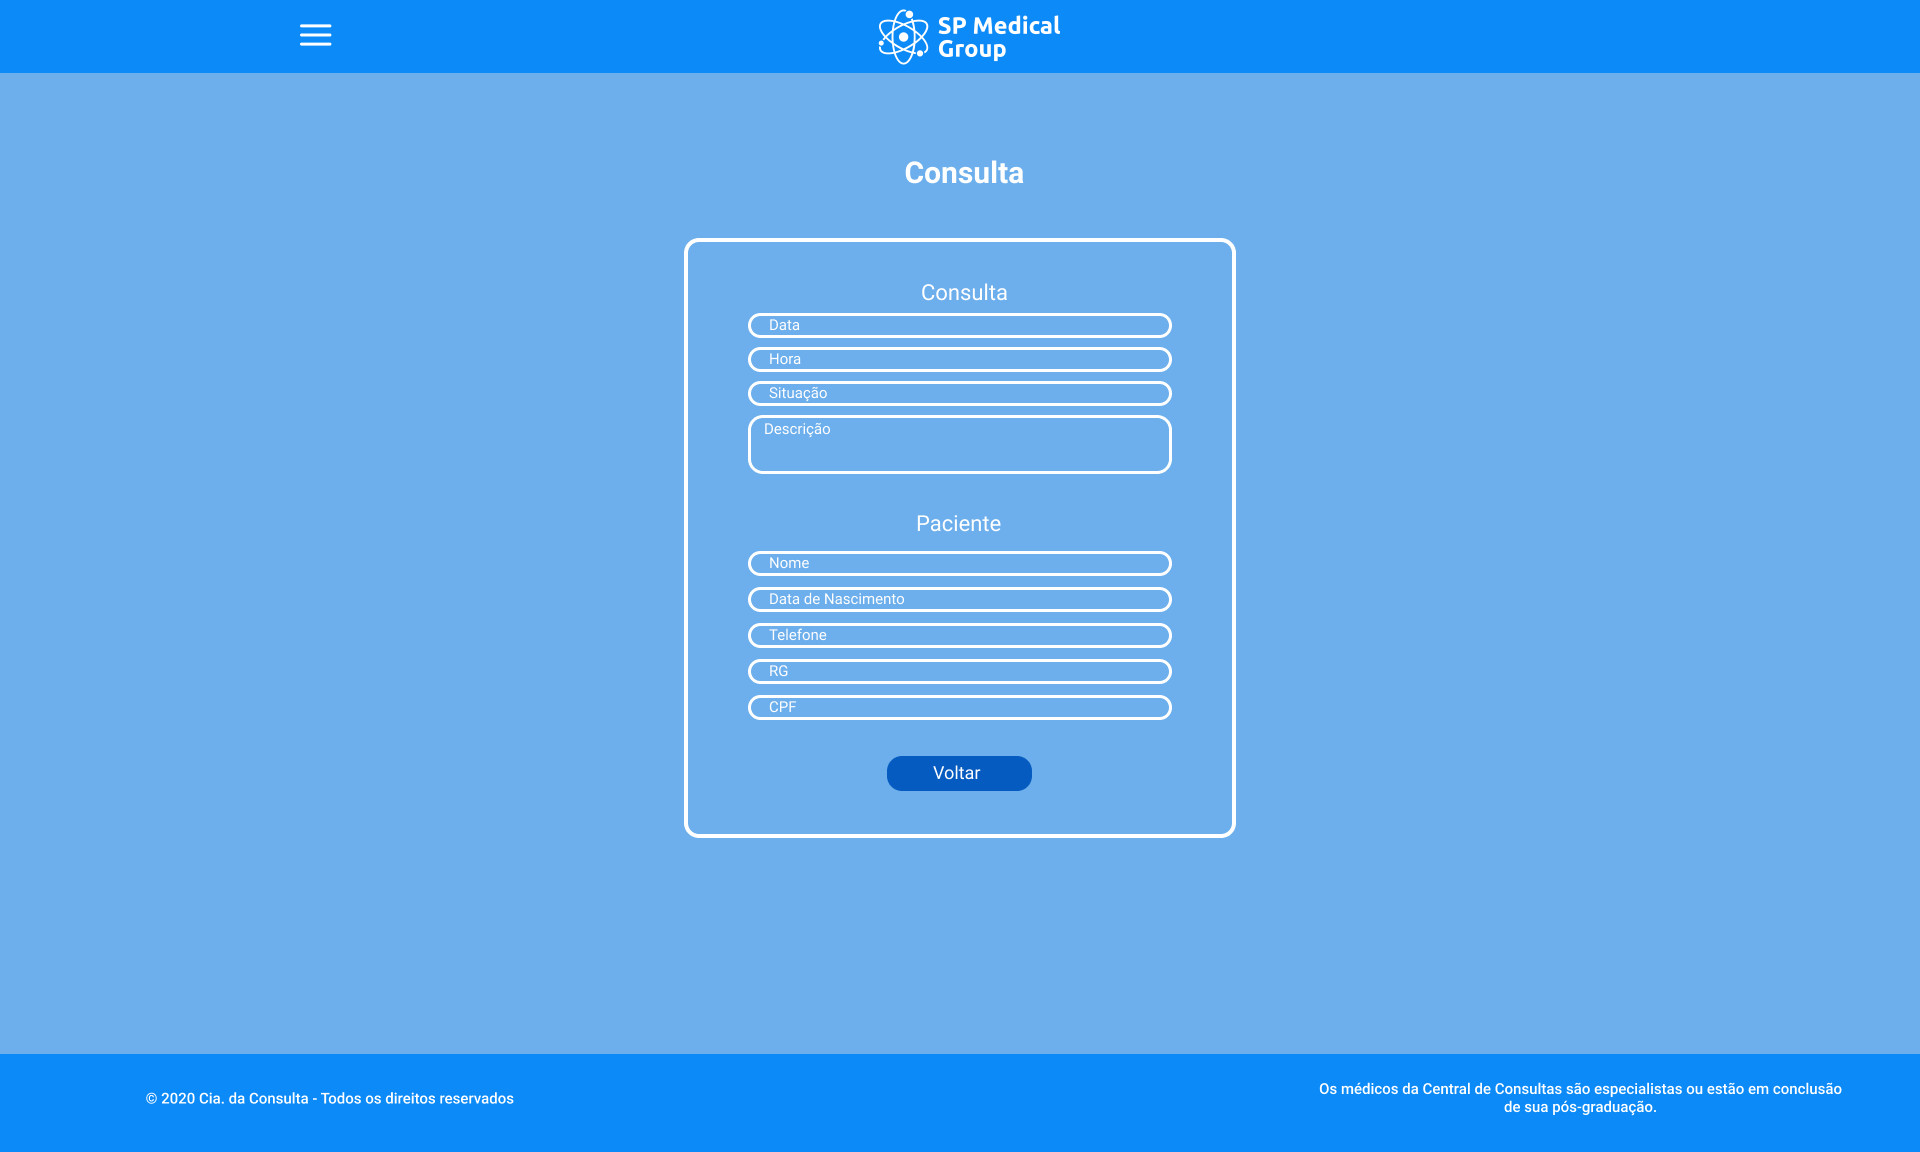 SP Medical
Group
Consulta
Consulta
Data
Hora
Situação
Descrição
Paciente
Nome
Data de Nascimento
Telefone
RG
CPF
Voltar
© 2020 Cia. da Consulta - Todos os direitos reservados
Os médicos da Central de Consultas são especialistas ou estão em conclusão
de sua pós-graduação.